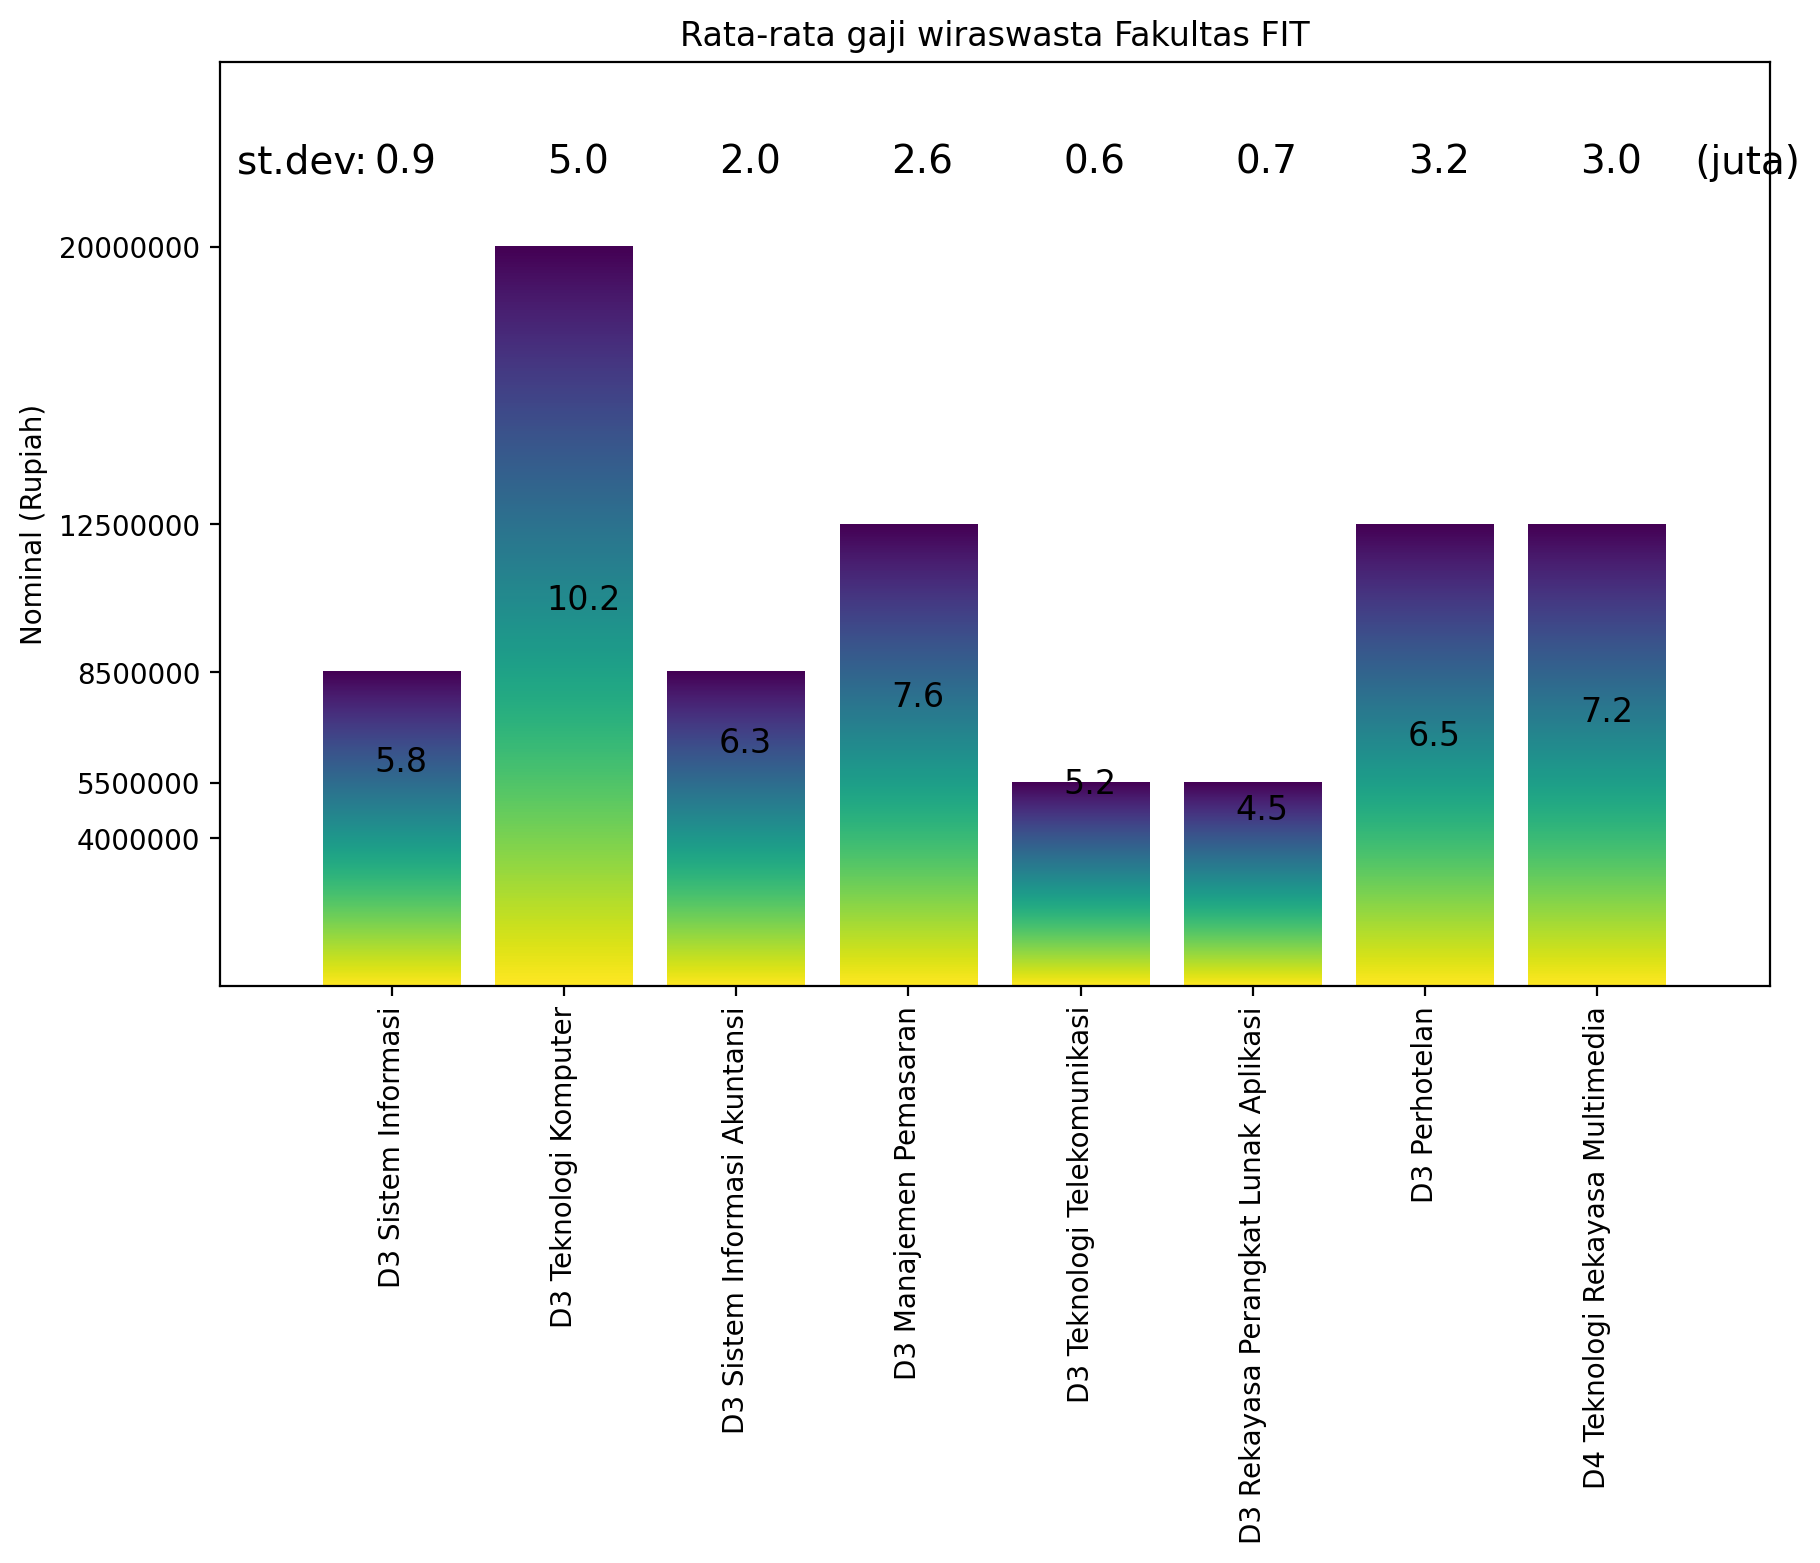 Rata-rata gaji wiraswasta Fakultas FIT
st.dev: 0.9 5.0 2.0 2.6 0.6 0.7 3.2 3.0 (juta)
Nominal (Rupiah)
20000000
12500000
8500000
5500000
4000000
5.8
10.2
6.3
7.6
5.2
4.5
6.5
7.2
D3 Sistem Informasi
D3 Teknologi Komputer
D3 Sistem Informasi Akuntansi
D3 Manajemen Pemasaran
D3 Teknologi Telekomunikasi
D3 Rekayasa Perangkat Lunak Aplikasi
D3 Perhotelan
D4 Teknologi Rekayasa Multimedia